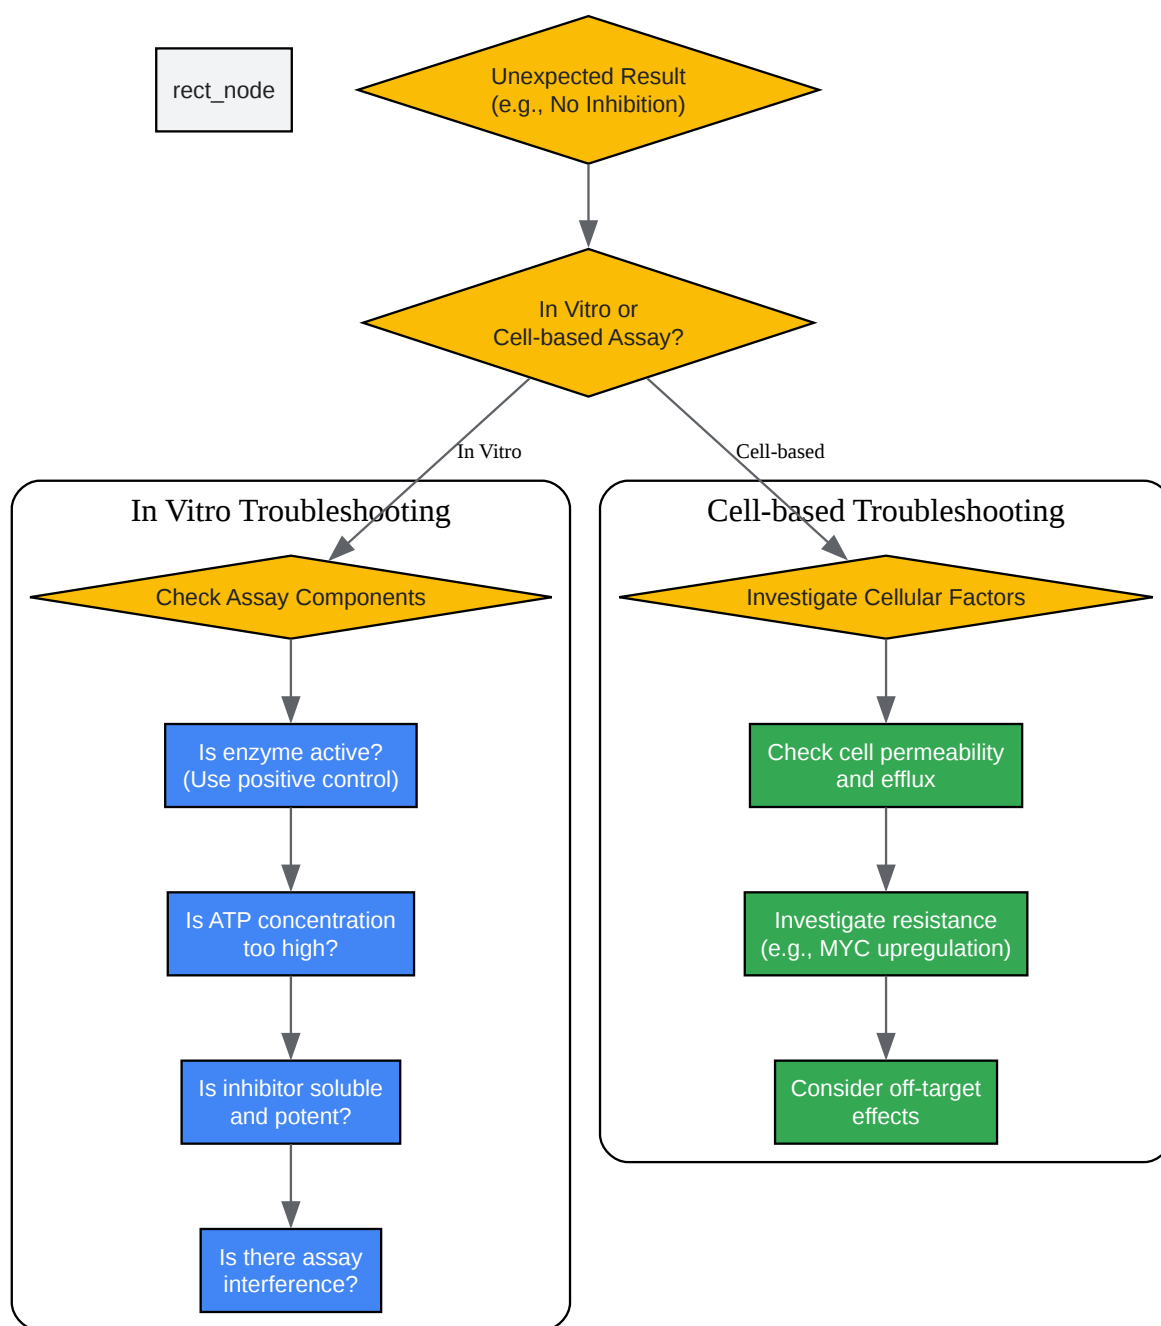 rect_node
Unexpected Result
(e.g., No Inhibition)
In Vitro or
Cell-based Assay?
In Vitro
Cell-based
In Vitro Troubleshooting
Check Assay Components
Is enzyme active?
(Use positive control)
Is ATP concentration
too high?
Is inhibitor soluble
and potent?
Is there assay
interference?
Cell-based Troubleshooting
Investigate Cellular Factors
Check cell permeability
and efflux
Investigate resistance
(e.g., MYC upregulation)
Consider off-target
effects